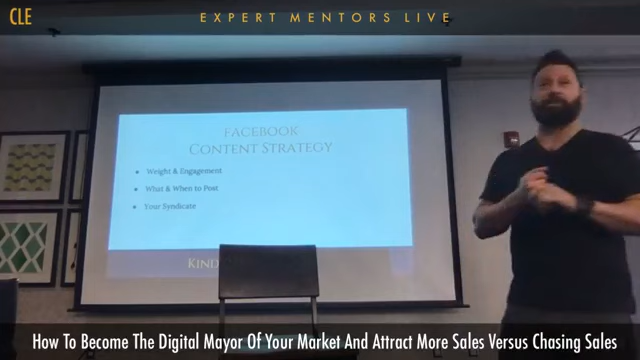 CLE
EXPERT MENTORS LIVE
FACEBOOK
CONTENT STRATEGY
Weight & Engagement
What & When to Post
Your Syndicate
How To Become The Digital Mayor Of Your Market And Attract More Sales Versus Chasing Sales